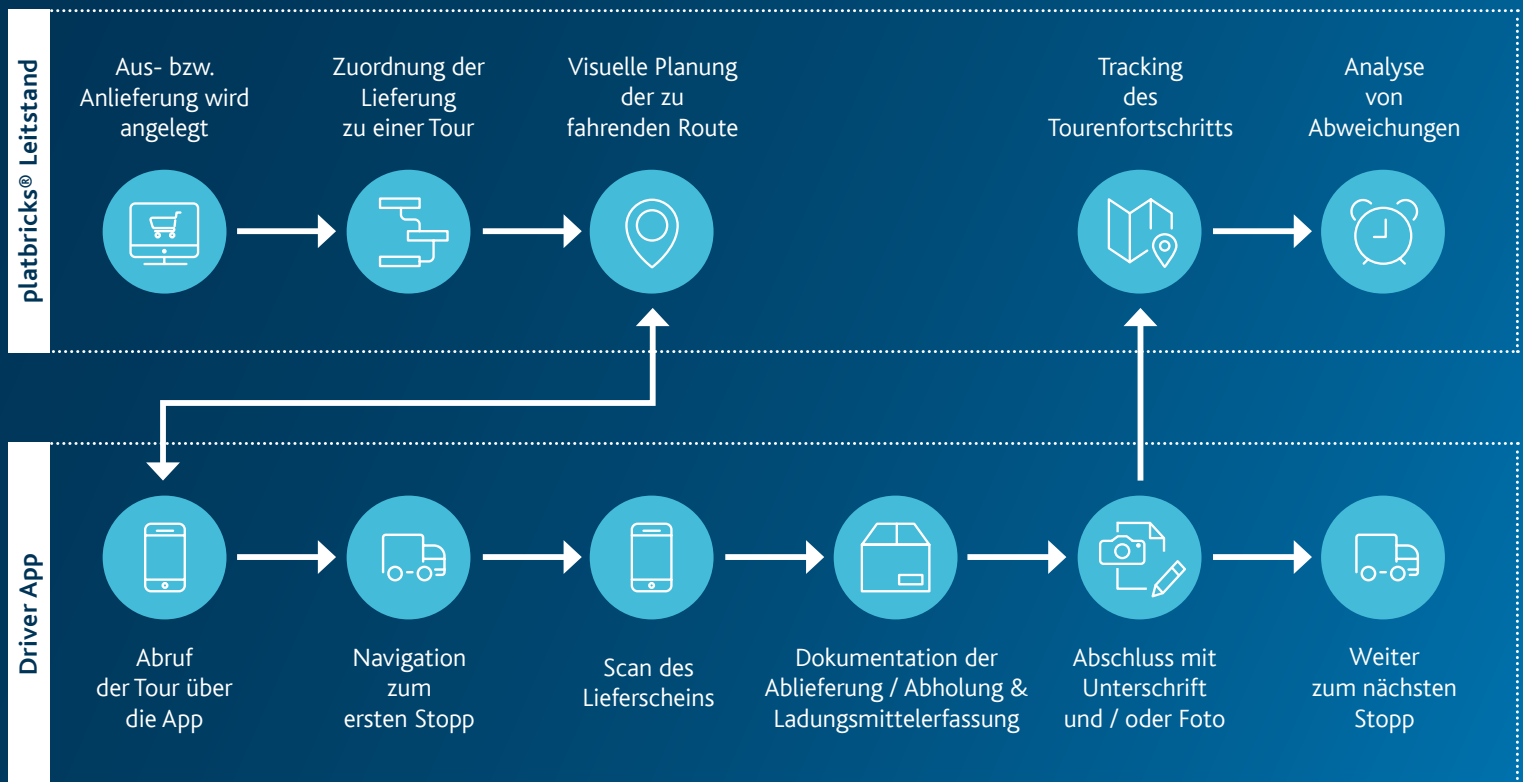 platbricks® Leitstand
Aus- bzw.
Anlieferung wird
angelegt
Zuordnung der
Lieferung
zu einer Tour
Visuelle Planung
der zu
fahrenden Route
Tracking
des
Tourenfortschritts
Analyse
von
Abweichungen
Driver App
Abruf
der Tour über
die App
Navigation
zum
ersten Stopp
Scan des
Lieferscheins
Dokumentation der
Ablieferung / Abholung &
Ladungsmittelerfassung
Abschluss mit
Unterschrift
und / oder Foto
Weiter
zum nächsten
Stopp